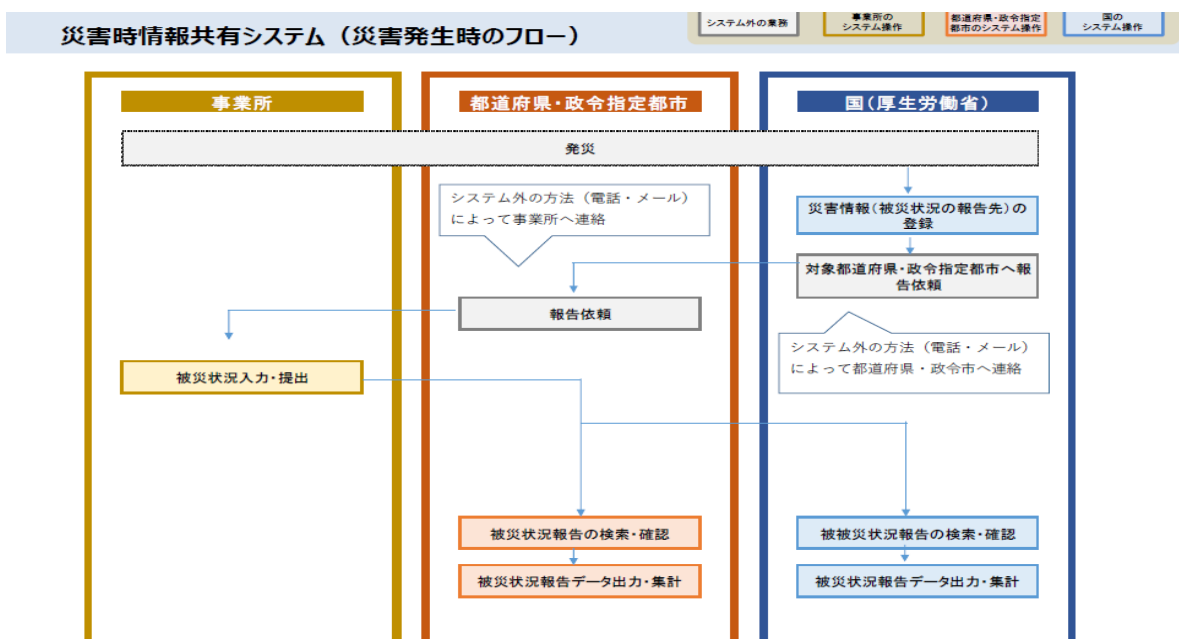 システム外の業務
事業所の
システム操作
都道府県・政令指定
都市のシステム操作
国の
システム操作
災害時情報共有システム（災害発生時のフロー）
事業所
都道府県・政令指定都市
国(厚生労働省)
発災
システム外の方法（電話・メール）
によって事業所へ連絡
災害情報(被災状況の報告先)の
登録
対象都道府県・政令指定都市へ報
告依頼
報告依頼
システム外の方法（電話・メール）
によって都道府県・政令市へ連絡
被災状況入力・提出
被災状況報告の検索・確認
被被災状況報告の検索・確認
被災状況報告データ出力・集計
被災状況報告データ出力・集計